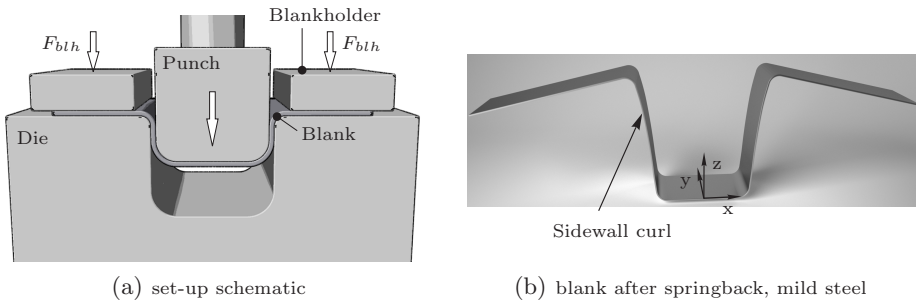 Blankholder
F_blh
F_blh
Punch
Die
Blank
z
y
x
Sidewall curl
(a) set-up schematic
(b) blank after springback, mild steel